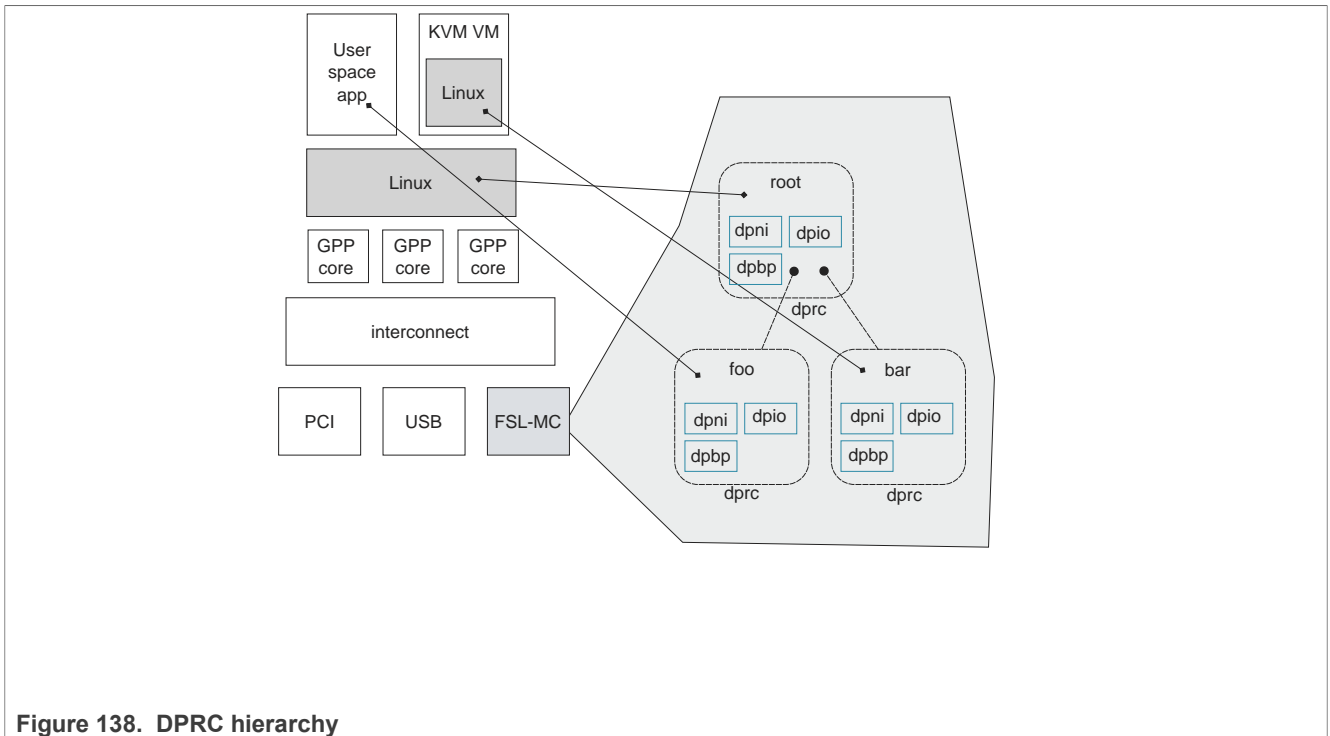 User
space
app
KVM VM
Linux
Linux
GPP
core
GPP
core
GPP
core
interconnect
PCI
USB
FSL-MC
root
dpni
dpio
dpbp
dprc
foo
dpni
dpio
dpbp
dprc
bar
dpni
dpio
dpbp
dprc
Figure 138. DPRC hierarchy